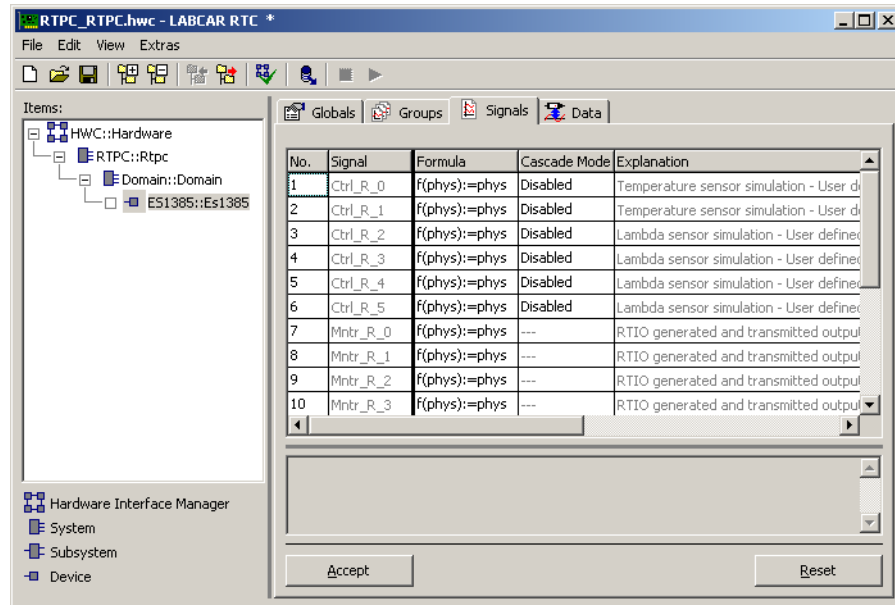 RTPC_RTPC.hwc - LABCAR RTC *
File Edit View Extras
Items:
HWC::Hardware
RTPC::Rtpc
Domain::Domain
ES1385::Es1385
Hardware Interface Manager
System
Subsystem
Device
Globals Groups Signals Data
No. Signal Formula Cascade Mode Explanation
1 Ctrl_R_0 f(phys):=phys Disabled Temperature sensor simulation - User de
2 Ctrl_R_1 f(phys):=phys Disabled Temperature sensor simulation - User de
3 Ctrl_R_2 f(phys):=phys Disabled Lambda sensor simulation - User defined
4 Ctrl_R_3 f(phys):=phys Disabled Lambda sensor simulation - User defined
5 Ctrl_R_4 f(phys):=phys Disabled Lambda sensor simulation - User defined
6 Ctrl_R_5 f(phys):=phys Disabled Lambda sensor simulation - User defined
7 Mntr_R_0 f(phys):=phys --- RTIO generated and transmitted output
8 Mntr_R_1 f(phys):=phys --- RTIO generated and transmitted output
9 Mntr_R_2 f(phys):=phys --- RTIO generated and transmitted output
10 Mntr_R_3 f(phys):=phys --- RTIO generated and transmitted output
Accept Reset